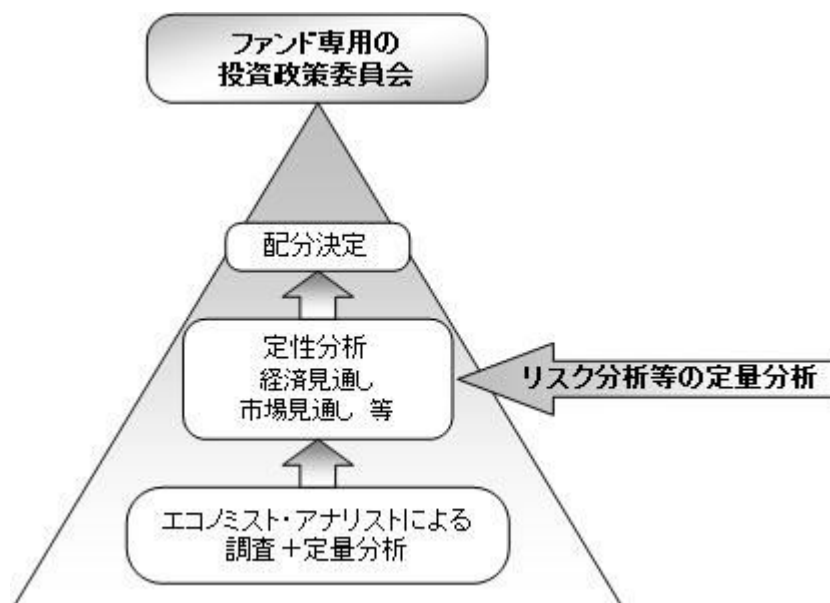 ファンド専用の
投資政策委員会
配分決定
定性分析
経済見通し
市場見通し 等
リスク分析等の定量分析
エコノミスト・アナリストによる
調査＋定量分析